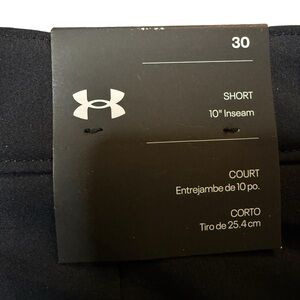 30
SHORT
10" Inseam
COURT
Entrejambe de 10 po.
CORTO
Tiro de 25.4 cm